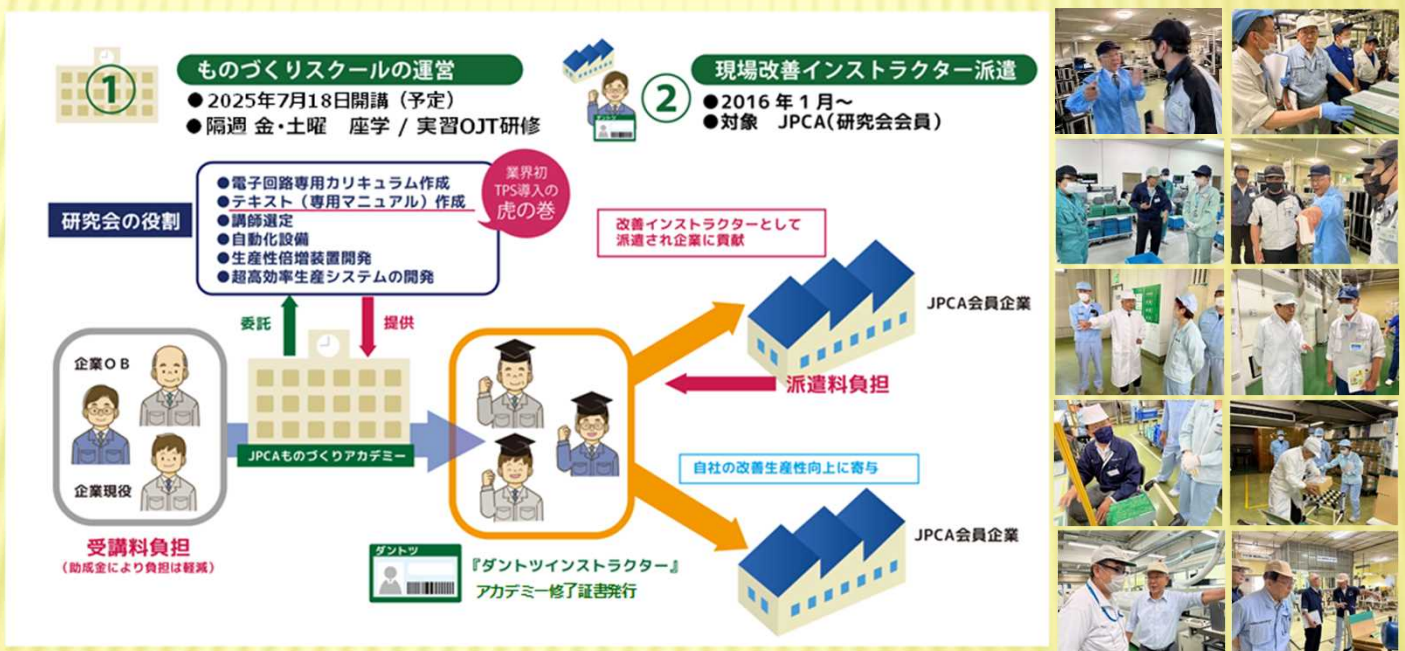 1
ものづくりスクールの運営
●2025年7月18日開講（予定）
●隔週 金・土曜　座学 / 実習OJT研修
2
現場改善インストラクター派遣
●2016年1月～
●対象　JPCA(研究会会員)
研究会の役割
●電子回路専用カリキュラム作成
●テキスト（専用マニュアル）作成
●講師選定
●自動化設備
●生産性倍増装置開発
●超高効率生産システムの開発
業界初
TPS導入の
虎の巻
委託
提供
改善インストラクターとして
派遣され企業に貢献
JPCA会員企業
派遣料負担
企業OB
企業現役
JPCAものづくりアカデミー
自社の改善生産性向上に寄与
JPCA会員企業
受講料負担
（助成金により負担は軽減）
ダントツ
『ダントツインストラクター』
アカデミー修了証書発行